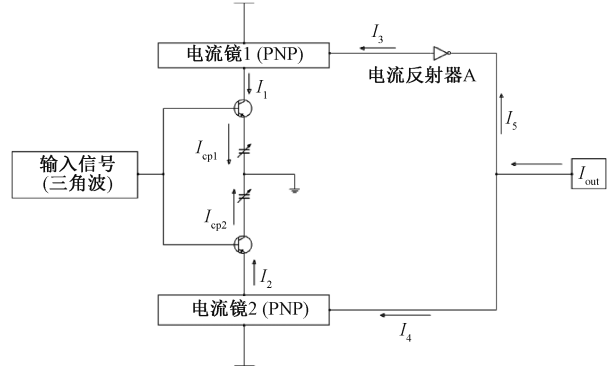 电流镜1 (PNP)
I3
电流反射器A
I1
I5
Icp1
输入信号
(三角波)
Iout
Icp2
I2
电流镜2 (PNP)
I4